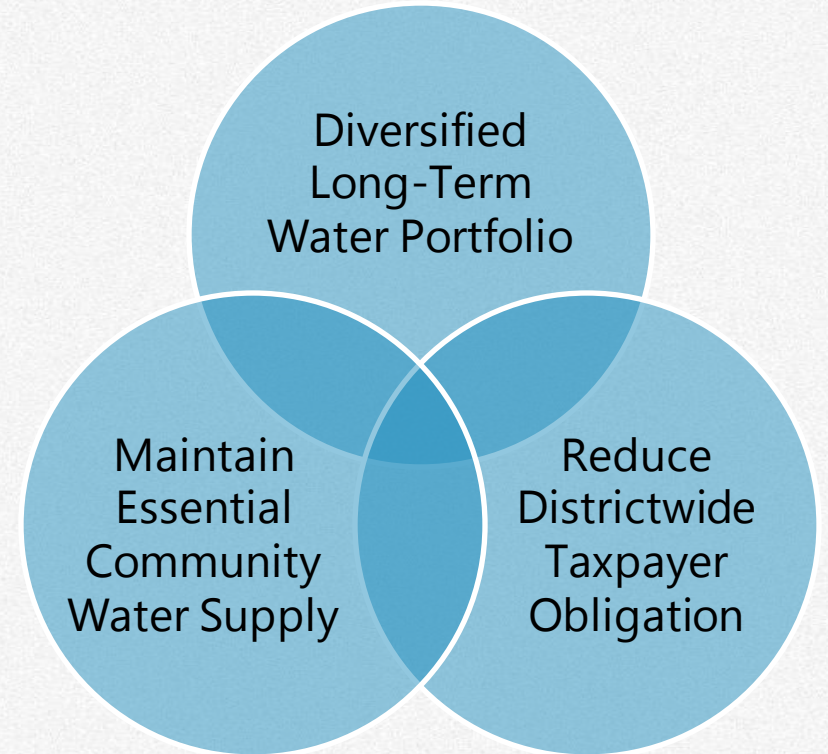 Diversified
Long-Term
Water Portfolio
Maintain
Essential
Community
Water Supply
Reduce
Districtwide
Taxpayer
Obligation